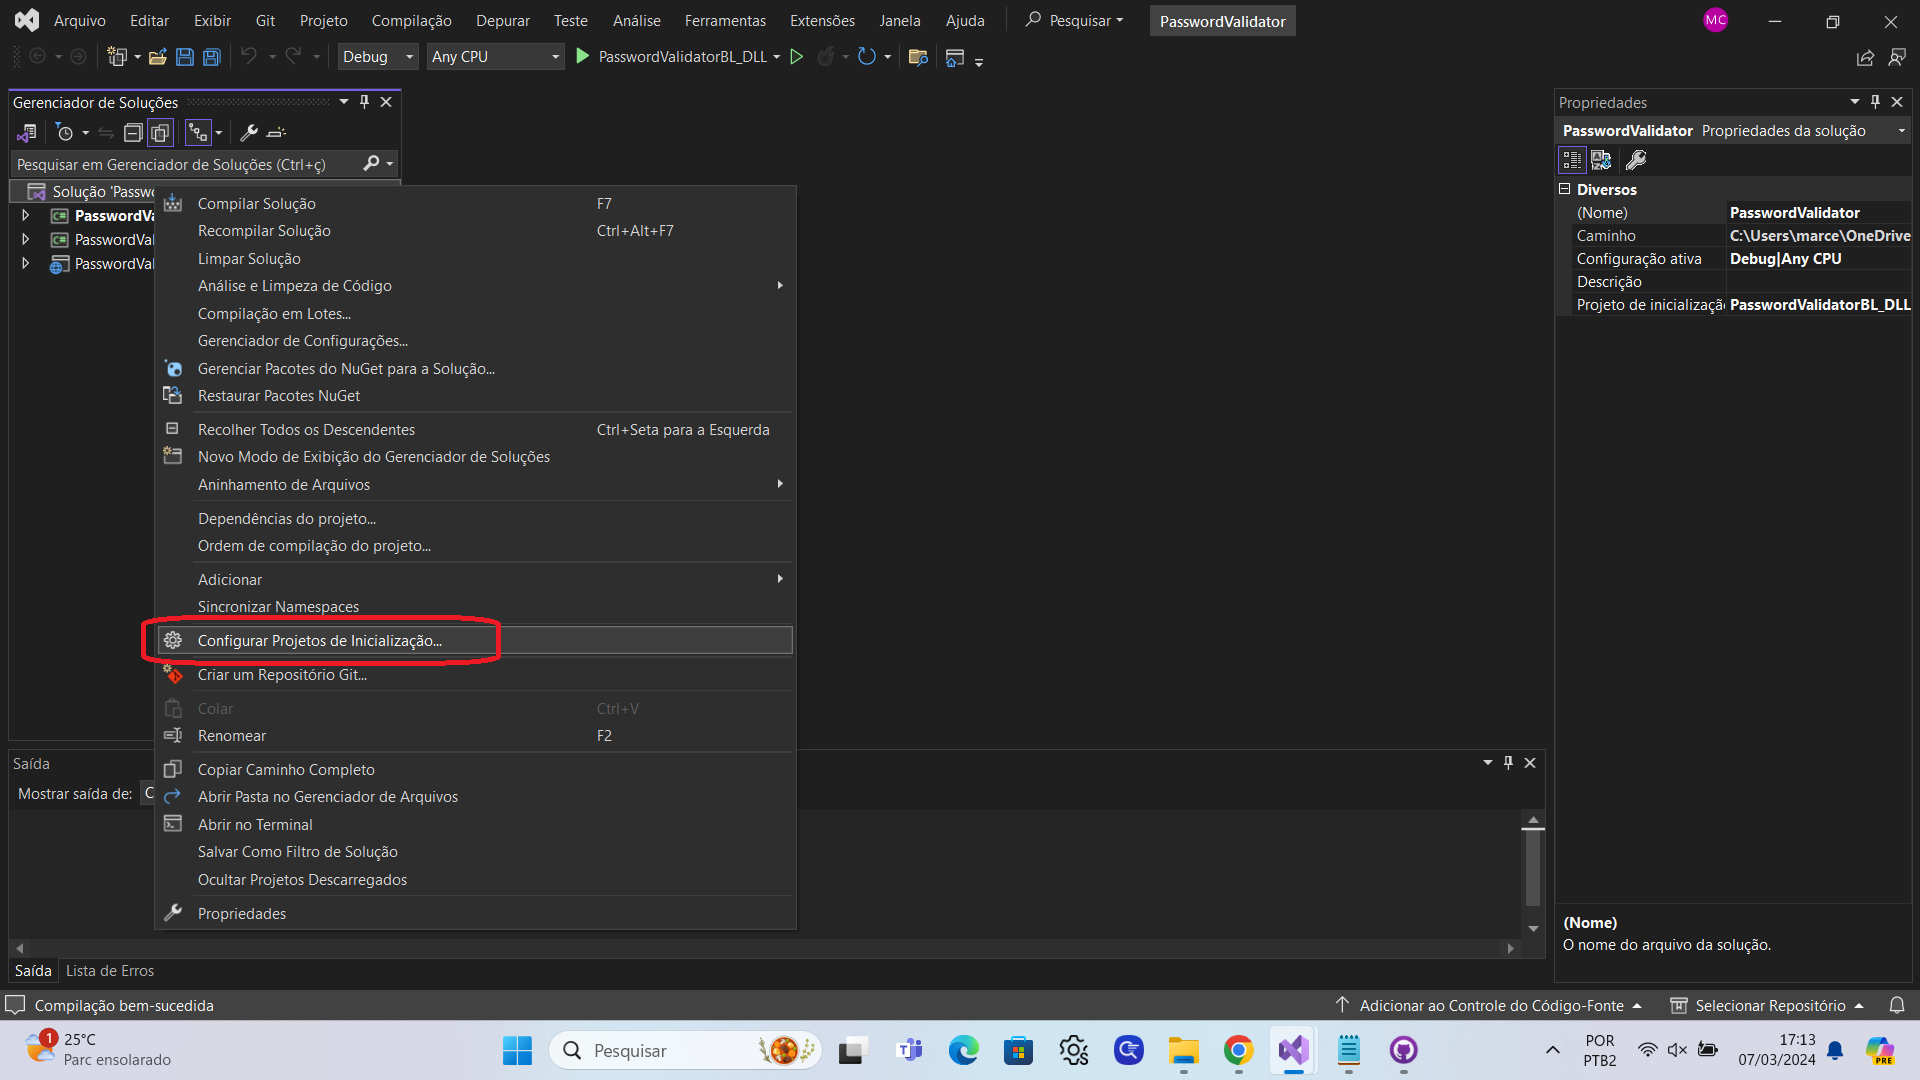 Arquivo Editar Exibir Git Projeto Compilação Depurar Teste Análise Ferramentas Extensões Janela Ajuda Pesquisar PasswordValidator MC
Debug Any CPU PasswordValidatorBL_DLL
Gerenciador de Soluções
Pesquisar em Gerenciador de Soluções (Ctrl+ç)
Solução 'Passwo
PasswordVa
PasswordVal
PasswordVal
Compilar Solução F7
Recompilar Solução Ctrl+Alt+F7
Limpar Solução
Análise e Limpeza de Código
Compilação em Lotes...
Gerenciador de Configurações...
Gerenciar Pacotes do NuGet para a Solução...
Restaurar Pacotes NuGet
Recolher Todos os Descendentes Ctrl+Seta para a Esquerda
Novo Modo de Exibição do Gerenciador de Soluções
Aninhamento de Arquivos
Dependências do projeto...
Ordem de compilação do projeto...
Adicionar
Sincronizar Namespaces
Configurar Projetos de Inicialização...
Criar um Repositório Git...
Colar Ctrl+V
Renomear F2
Copiar Caminho Completo
Abrir Pasta no Gerenciador de Arquivos
Abrir no Terminal
Salvar Como Filtro de Solução
Ocultar Projetos Descarregados
Propriedades
Propriedades
PasswordValidator Propriedades da solução
Diversos
(Nome) PasswordValidator
Caminho C:\Users\marce\OneDrive
Configuração ativa Debug|Any CPU
Descrição
Projeto de inicializaçã PasswordValidatorBL_DLL
(Nome)
O nome do arquivo da solução.
Saída
Mostrar saída de: C
Saída Lista de Erros
Compilação bem-sucedida Adicionar ao Controle do Código-Fonte Selecionar Repositório
1 25°C
Parc ensolarado
Pesquisar
POR
PTB2
17:13
07/03/2024
PRE